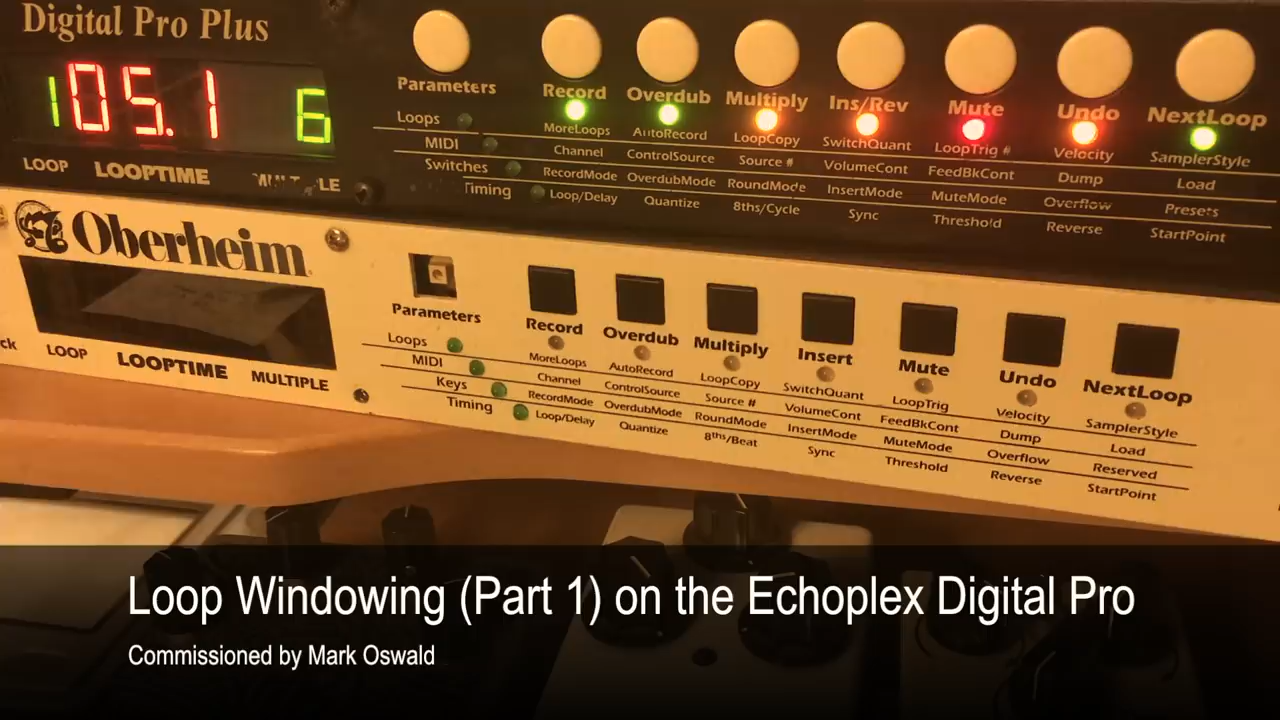 Digital Pro Plus
1 05.1 6
LOOP LOOPTIME
Parameters Record Overdub Multiply Ins/Rev Mute Undo NextLoop
Loops MoreLoops AutoRecord LoopCopy SwitchQuant LoopTrig # Velocity SamplerStyle
MIDI Channel ControlSource Source # VolumeCont FeedBkCont Dump Load
Switches RecordMode OverdubMode RoundMode InsertMode MuteMode Overflow Presets
Timing Loop/Delay Quantize 8ths/Cycle Sync Threshold Reverse StartPoint
Oberheim
LOOP LOOPTIME MULTIPLE
Parameters Record Overdub Multiply Insert Mute Undo NextLoop
Loops MoreLoops AutoRecord LoopCopy SwitchQuant LoopTrig Velocity SamplerStyle
MIDI Channel ControlSource Source # VolumeCont FeedBkCont Dump Load
Keys RecordMode OverdubMode RoundMode InsertMode MuteMode Overflow Reserved
Timing Loop/Delay Quantize 8ths/Beat Sync Threshold Reverse StartPoint
Loop Windowing (Part 1) on the Echoplex Digital Pro
Commissioned by Mark Oswald